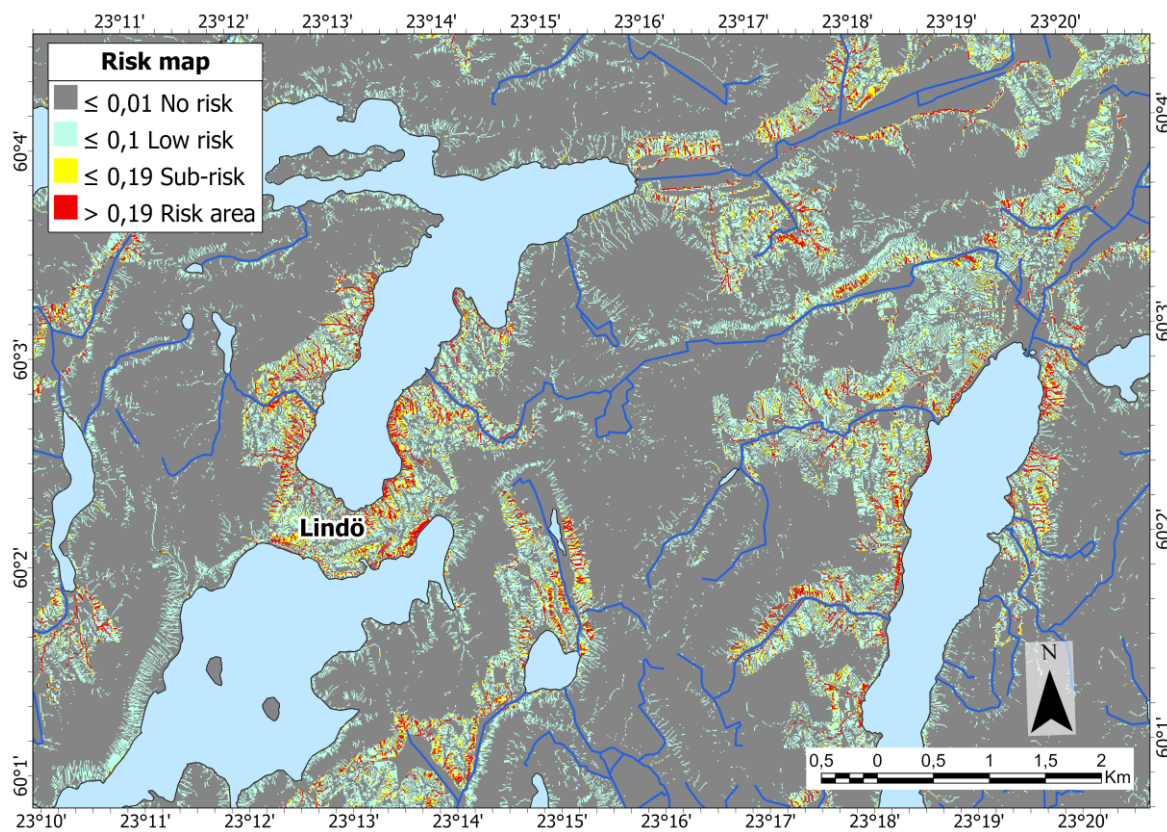 23°11' 23°12' 23°13' 23°14' 23°15' 23°16' 23°17' 23°18' 23°19' 23°20'
Risk map
≤ 0,01 No risk
≤ 0,1 Low risk
≤ 0,19 Sub-risk
> 0,19 Risk area
60°4'
60°4'
60°3'
60°3'
Lindö
60°2'
60°2'
N
60°1'
60°1'
0,5 0 0,5 1 1,5 2
Km
23°10' 23°11' 23°12' 23°13' 23°14' 23°15' 23°16' 23°17' 23°18' 23°19' 23°20'